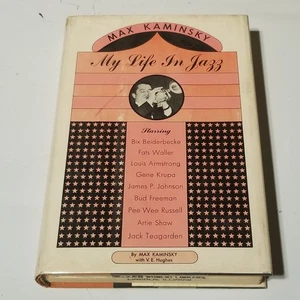 MAX KAMINSKY
My Life In Jazz
Starring
Bix Beiderbecke
Fats Waller
Louis Armstrong
Gene Krupa
James P. Johnson
Bud Freeman
Pee Wee Russell
Artie Shaw
Jack Teagarden
By MAX KAMINSKY
with V. E. Hughes